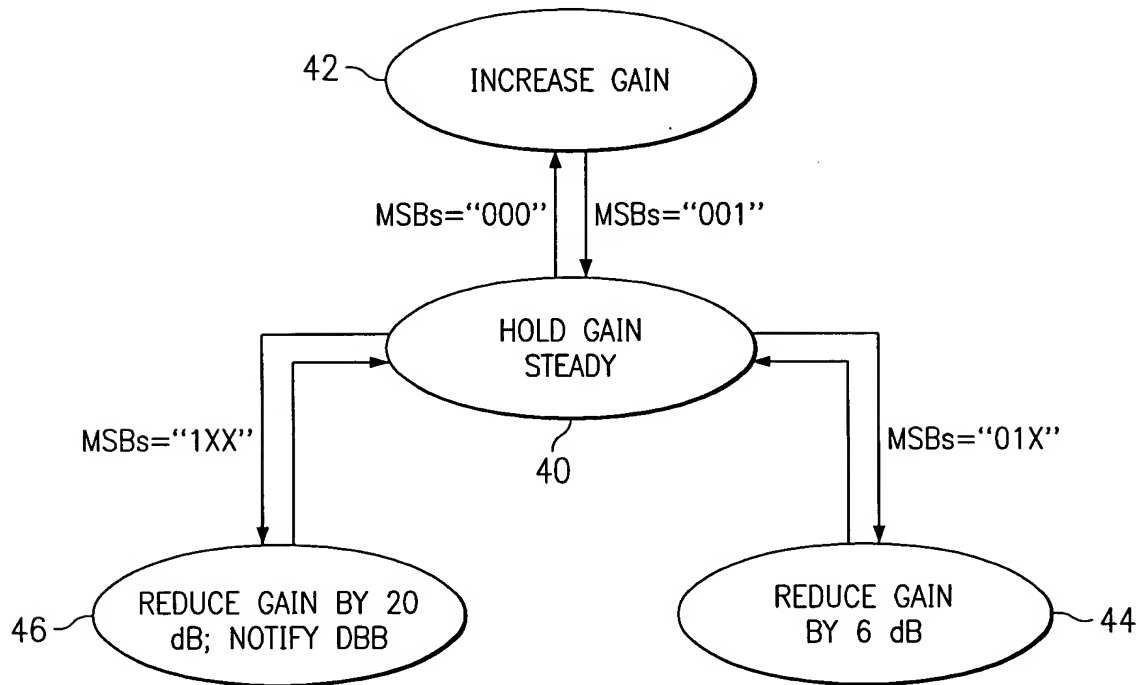 42
INCREASE GAIN
MSBs=“000”
MSBs=“001”
HOLD GAIN
STEADY
MSBs=“1XX”
40
MSBs=“01X”
46
REDUCE GAIN BY 20
dB; NOTIFY DBB
REDUCE GAIN
BY 6 dB
44